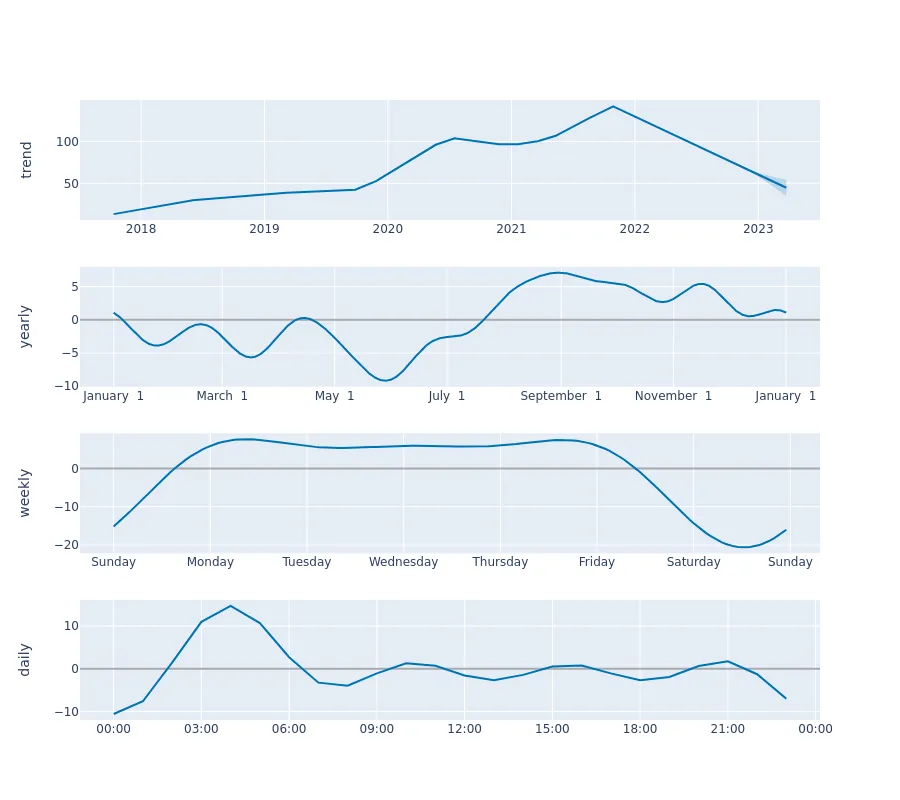 trend
100
50
2018 2019 2020 2021 2022 2023
yearly
5
0
−5
−10
January 1 March 1 May 1 July 1 September 1 November 1 January 1
weekly
0
−10
−20
Sunday Monday Tuesday Wednesday Thursday Friday Saturday Sunday
daily
10
0
−10
00:00 03:00 06:00 09:00 12:00 15:00 18:00 21:00 00:00